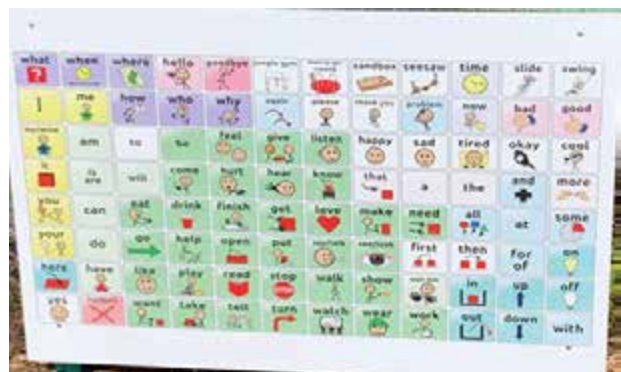 what when where hello goodbye sandbox seesaw time slide swing
I me how who why again please thank you problem now bad good
am to so feel give listen happy sad tired okay cool
is is are will come hurt hear know that a the and more
you can eat drink finish get love make need all at some
your do go help open put first then for of on
here have like play read stop walk show in up off
yes want take tell turn watch wear work out down with